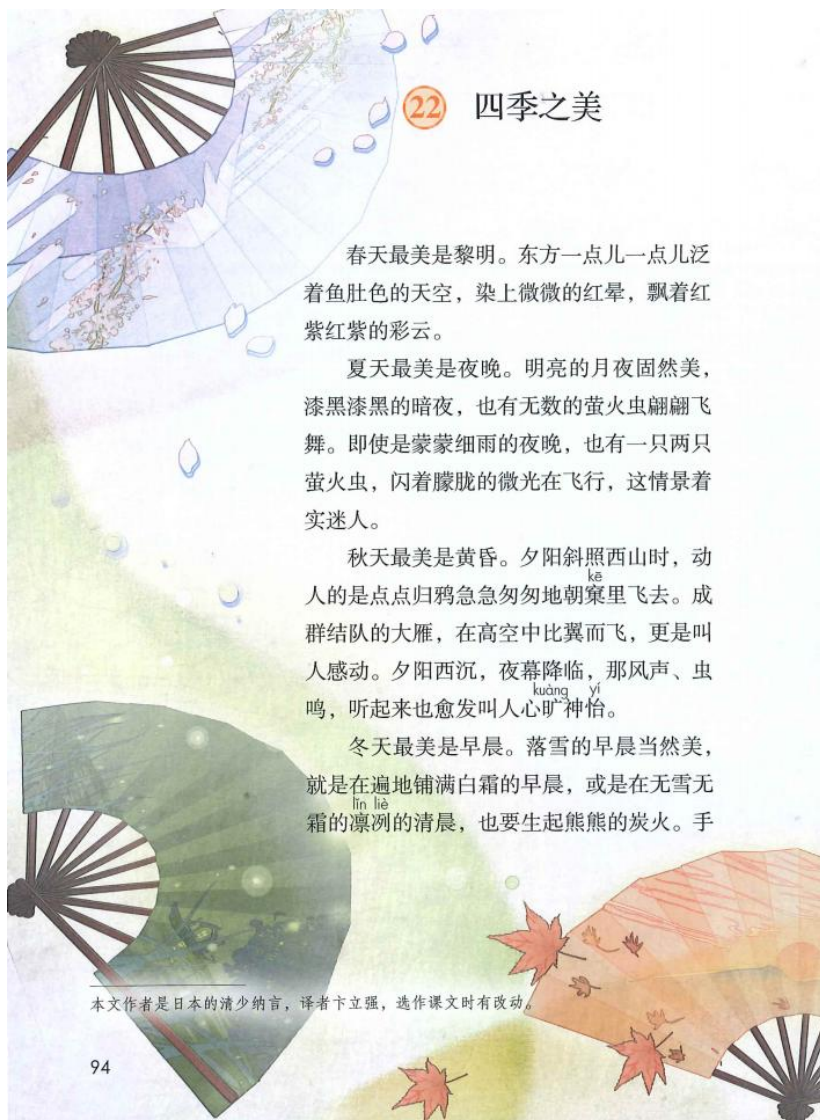 22 四季之美
春天最美是黎明。东方一点儿一点儿泛
着鱼肚色的天空，染上微微的红晕，飘着红
紫红紫的彩云。
夏天最美是夜晚。明亮的月夜固然美，
漆黑漆黑的暗夜，也有无数的萤火虫翩翩飞
舞。即使是蒙蒙细雨的夜晚，也有一只两只
萤火虫，闪着朦胧的微光在飞行，这情景着
实迷人。
秋天最美是黄昏。夕阳斜照西山时，动
kē
人的是点点归鸦急急匆匆地朝窠里飞去。成
群结队的大雁，在高空中比翼而飞，更是叫
人感动。夕阳西沉，夜幕降临，那风声、虫
kuàng yí
鸣，听起来也愈发叫人心旷神怡。
冬天最美是早晨。落雪的早晨当然美，
就是在遍地铺满白霜的早晨，或是在无雪无
lǐn liè
霜的凛冽的清晨，也要生起熊熊的炭火。手
本文作者是日本的清少纳言，译者卞立强，选作课文时有改动。
94